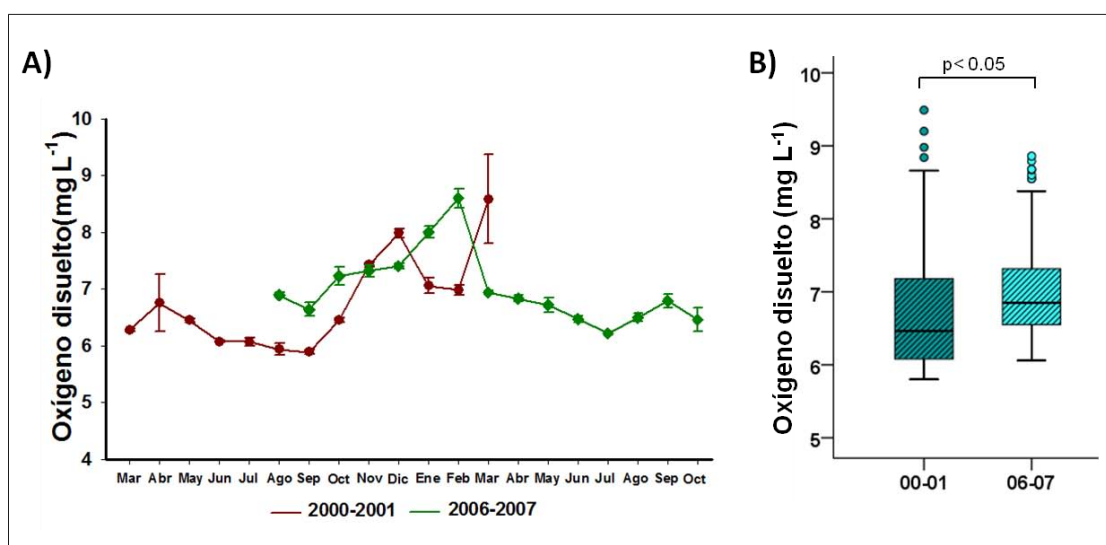 A)
Oxígeno disuelto(mg L⁻¹)
10
9
8
7
6
5
4
Mar Abr May Jun Jul Ago Sep Oct Nov Dic Ene Feb Mar Abr May Jun Jul Ago Sep Oct
2000-2001 2006-2007
B)
p< 0.05
Oxígeno disuelto (mg L⁻¹)
10
9
8
7
6
5
00-01 06-07